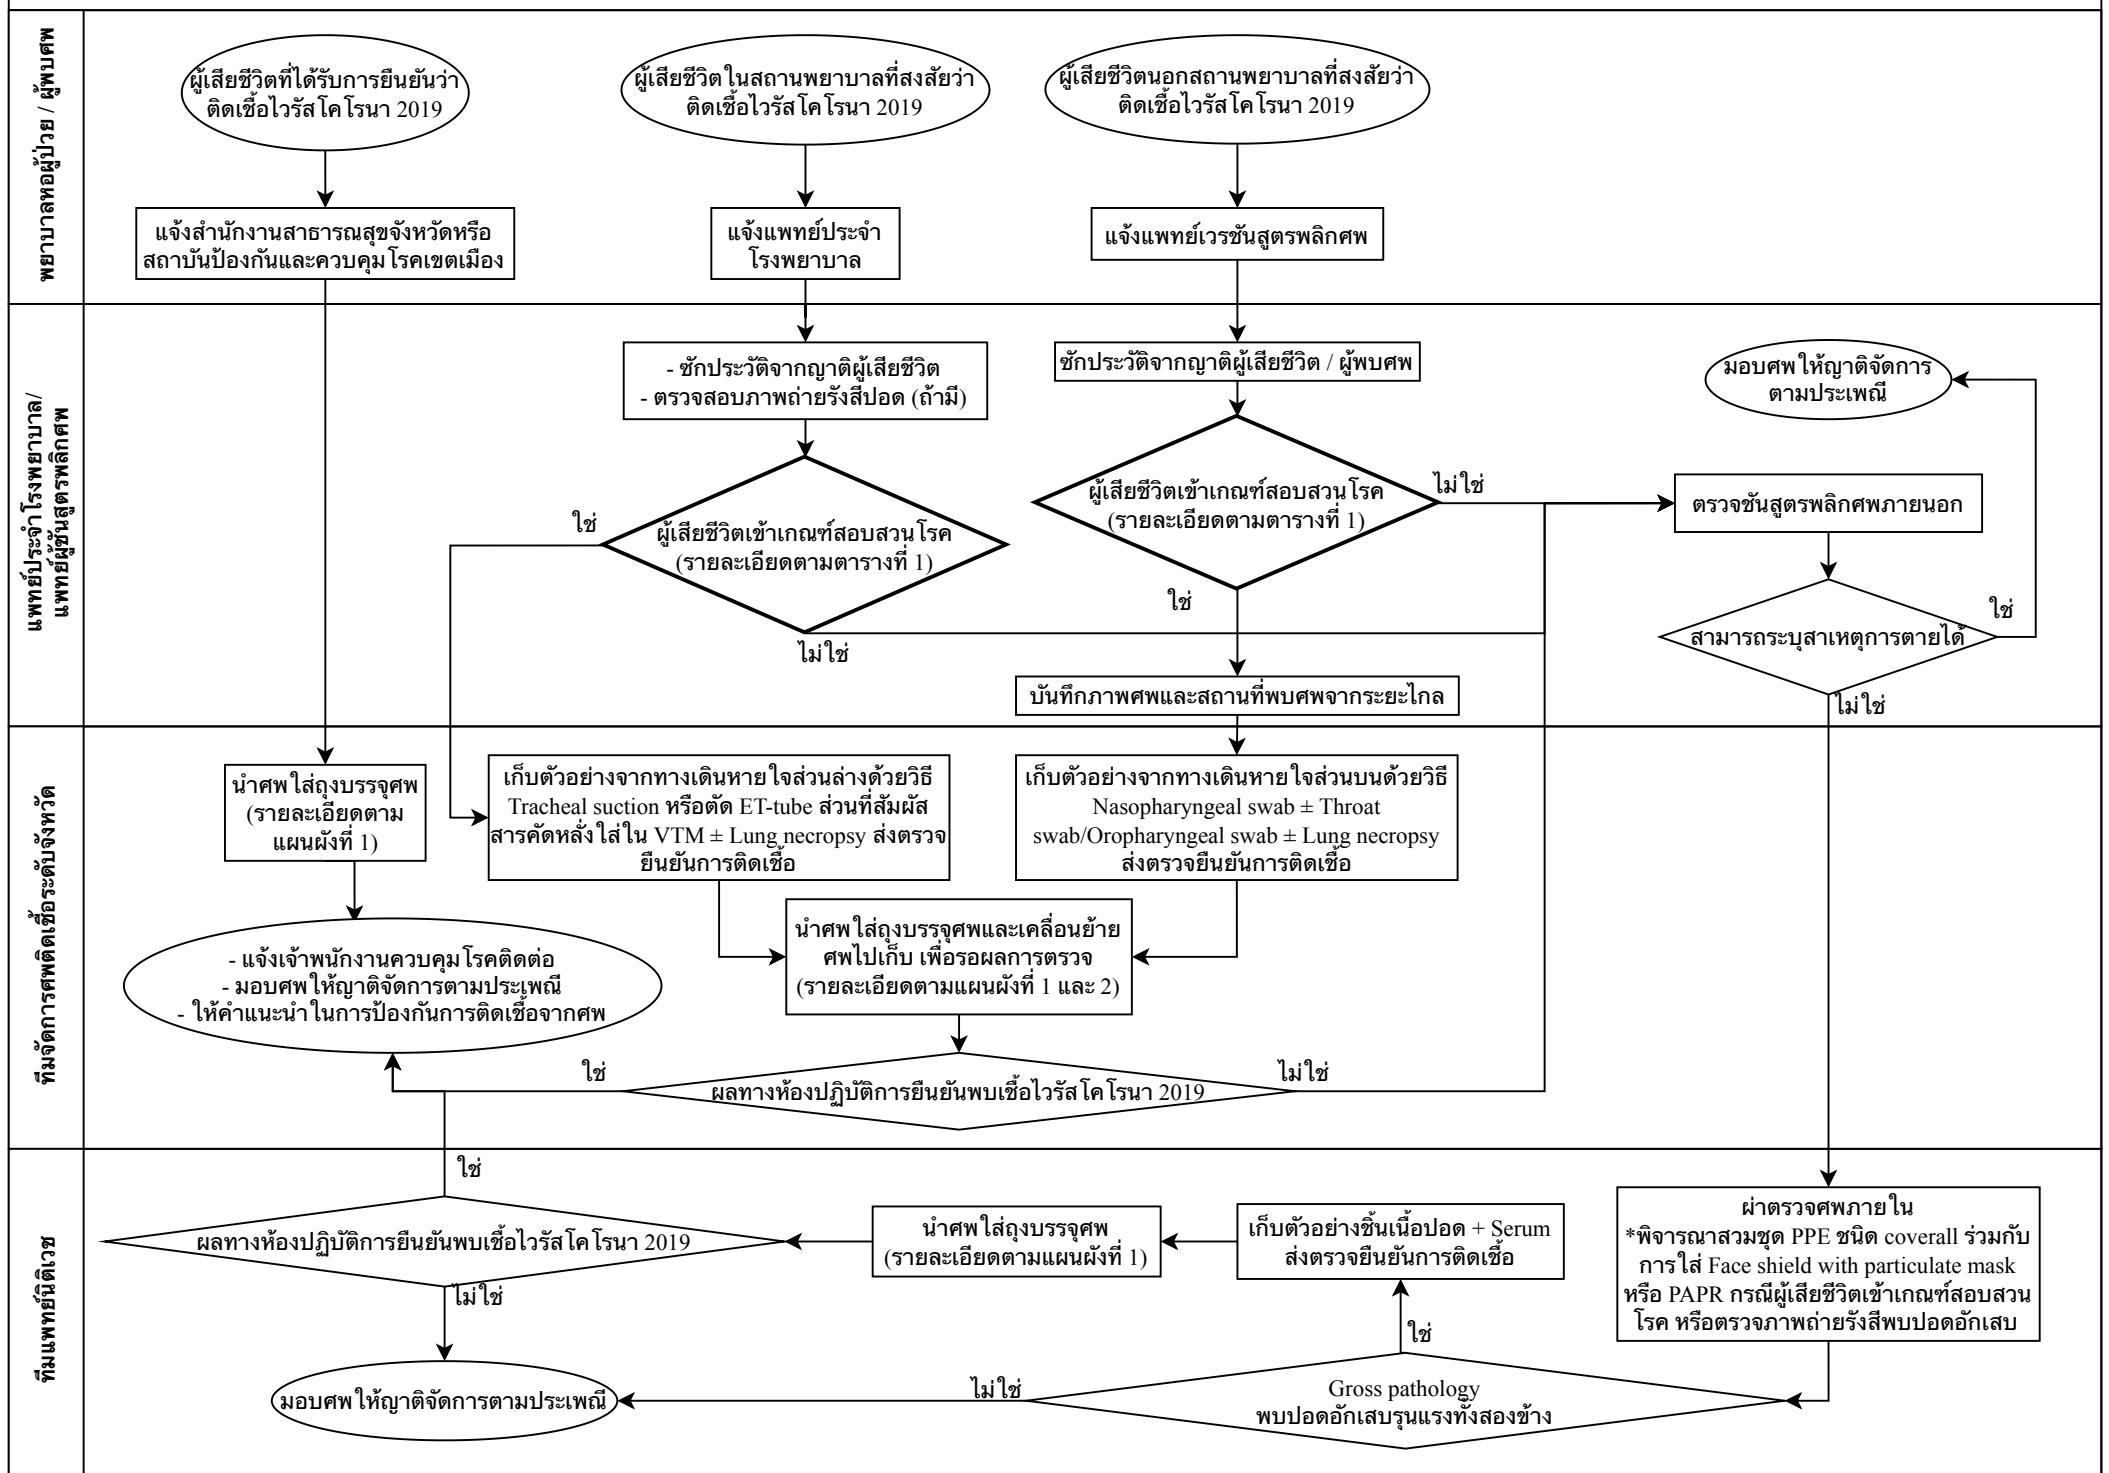 พยาบาลหอผู้ป่วย / ผู้พบศพ
ผู้เสียชีวิตที่ได้รับการยืนยันว่า
ติดเชื้อไวรัสโคโรนา 2019
ผู้เสียชีวิตในสถานพยาบาลที่สงสัยว่า
ติดเชื้อไวรัสโคโรนา 2019
ผู้เสียชีวิตนอกสถานพยาบาลที่สงสัยว่า
ติดเชื้อไวรัสโคโรนา 2019
แจ้งสำนักงานสาธารณสุขจังหวัดหรือ
สถาบันป้องกันและควบคุมโรคเขตเมือง
แจ้งแพทย์ประจำ
โรงพยาบาล
แจ้งแพทย์เวรชันสูตรพลิกศพ
แพทย์ประจำโรงพยาบาล/
แพทย์ผู้ชันสูตรพลิกศพ
- ซักประวัติจากญาติผู้เสียชีวิต
- ตรวจสอบภาพถ่ายรังสีปอด (ถ้ามี)
ซักประวัติจากญาติผู้เสียชีวิต / ผู้พบศพ
มอบศพให้ญาติจัดการ
ตามประเพณี
ใช่
ผู้เสียชีวิตเข้าเกณฑ์สอบสวนโรค
(รายละเอียดตามตารางที่ 1)
ไม่ใช่
ผู้เสียชีวิตเข้าเกณฑ์สอบสวนโรค
(รายละเอียดตามตารางที่ 1)
ไม่ใช่
ใช่
ตรวจชันสูตรพลิกศพภายนอก
สามารถระบุสาเหตุการตายได้
ใช่
ไม่ใช่
บันทึกภาพศพและสถานที่พบศพจากระยะไกล
ทีมจัดการศพติดเชื้อระดับจังหวัด
นำศพใส่ถุงบรรจุศพ
(รายละเอียดตาม
แผนผังที่ 1)
เก็บตัวอย่างจากทางเดินหายใจส่วนล่างด้วยวิธี
Tracheal suction หรือตัด ET-tube ส่วนที่สัมผัส
สารคัดหลั่งใส่ใน VTM ± Lung necropsy ส่งตรวจ
ยืนยันการติดเชื้อ
เก็บตัวอย่างจากทางเดินหายใจส่วนบนด้วยวิธี
Nasopharyngeal swab ± Throat
swab/Oropharyngeal swab ± Lung necropsy
ส่งตรวจยืนยันการติดเชื้อ
- แจ้งเจ้าพนักงานควบคุมโรคติดต่อ
- มอบศพให้ญาติจัดการตามประเพณี
- ให้คำแนะนำในการป้องกันการติดเชื้อจากศพ
นำศพใส่ถุงบรรจุศพและเคลื่อนย้าย
ศพไปเก็บ เพื่อรอผลการตรวจ
(รายละเอียดตามแผนผังที่ 1 และ 2)
ใช่
ผลทางห้องปฏิบัติการยืนยันพบเชื้อไวรัสโคโรนา 2019
ไม่ใช่
ทีมแพทย์นิติเวช
ใช่
ผลทางห้องปฏิบัติการยืนยันพบเชื้อไวรัสโคโรนา 2019
ไม่ใช่
นำศพใส่ถุงบรรจุศพ
(รายละเอียดตามแผนผังที่ 1)
เก็บตัวอย่างชิ้นเนื้อปอด + Serum
ส่งตรวจยืนยันการติดเชื้อ
ผ่าตรวจศพภายใน
*พิจารณาสวมชุด PPE ชนิด coverall ร่วมกับ
การใส่ Face shield with particulate mask
หรือ PAPR กรณีผู้เสียชีวิตเข้าเกณฑ์สอบสวน
โรค หรือตรวจภาพถ่ายรังสีพบปอดอักเสบ
ใช่
มอบศพให้ญาติจัดการตามประเพณี
ไม่ใช่
Gross pathology
พบปอดอักเสบรุนแรงทั้งสองข้าง